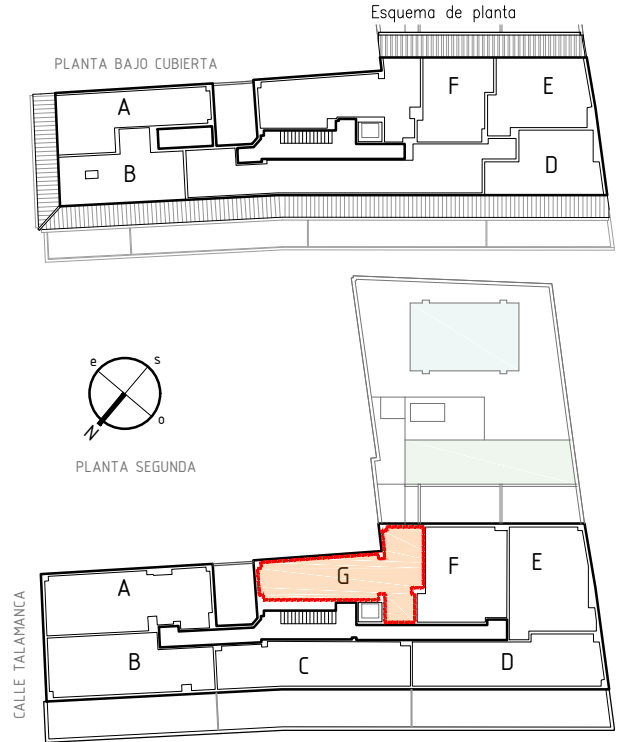 Esquema de planta
PLANTA BAJO CUBIERTA
A
F
E
B
D
e
s
N
o
PLANTA SEGUNDA
A
G
F
E
B
C
D
CALLE TALAMANCA